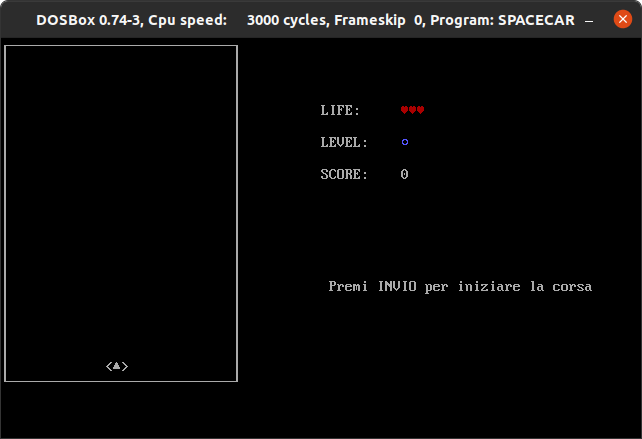 DOSBox 0.74-3, Cpu speed: 3000 cycles, Frameskip 0, Program: SPACECAR
LIFE: ♥♥♥
LEVEL: o
SCORE: 0
Premi INVIO per iniziare la corsa
<▲>